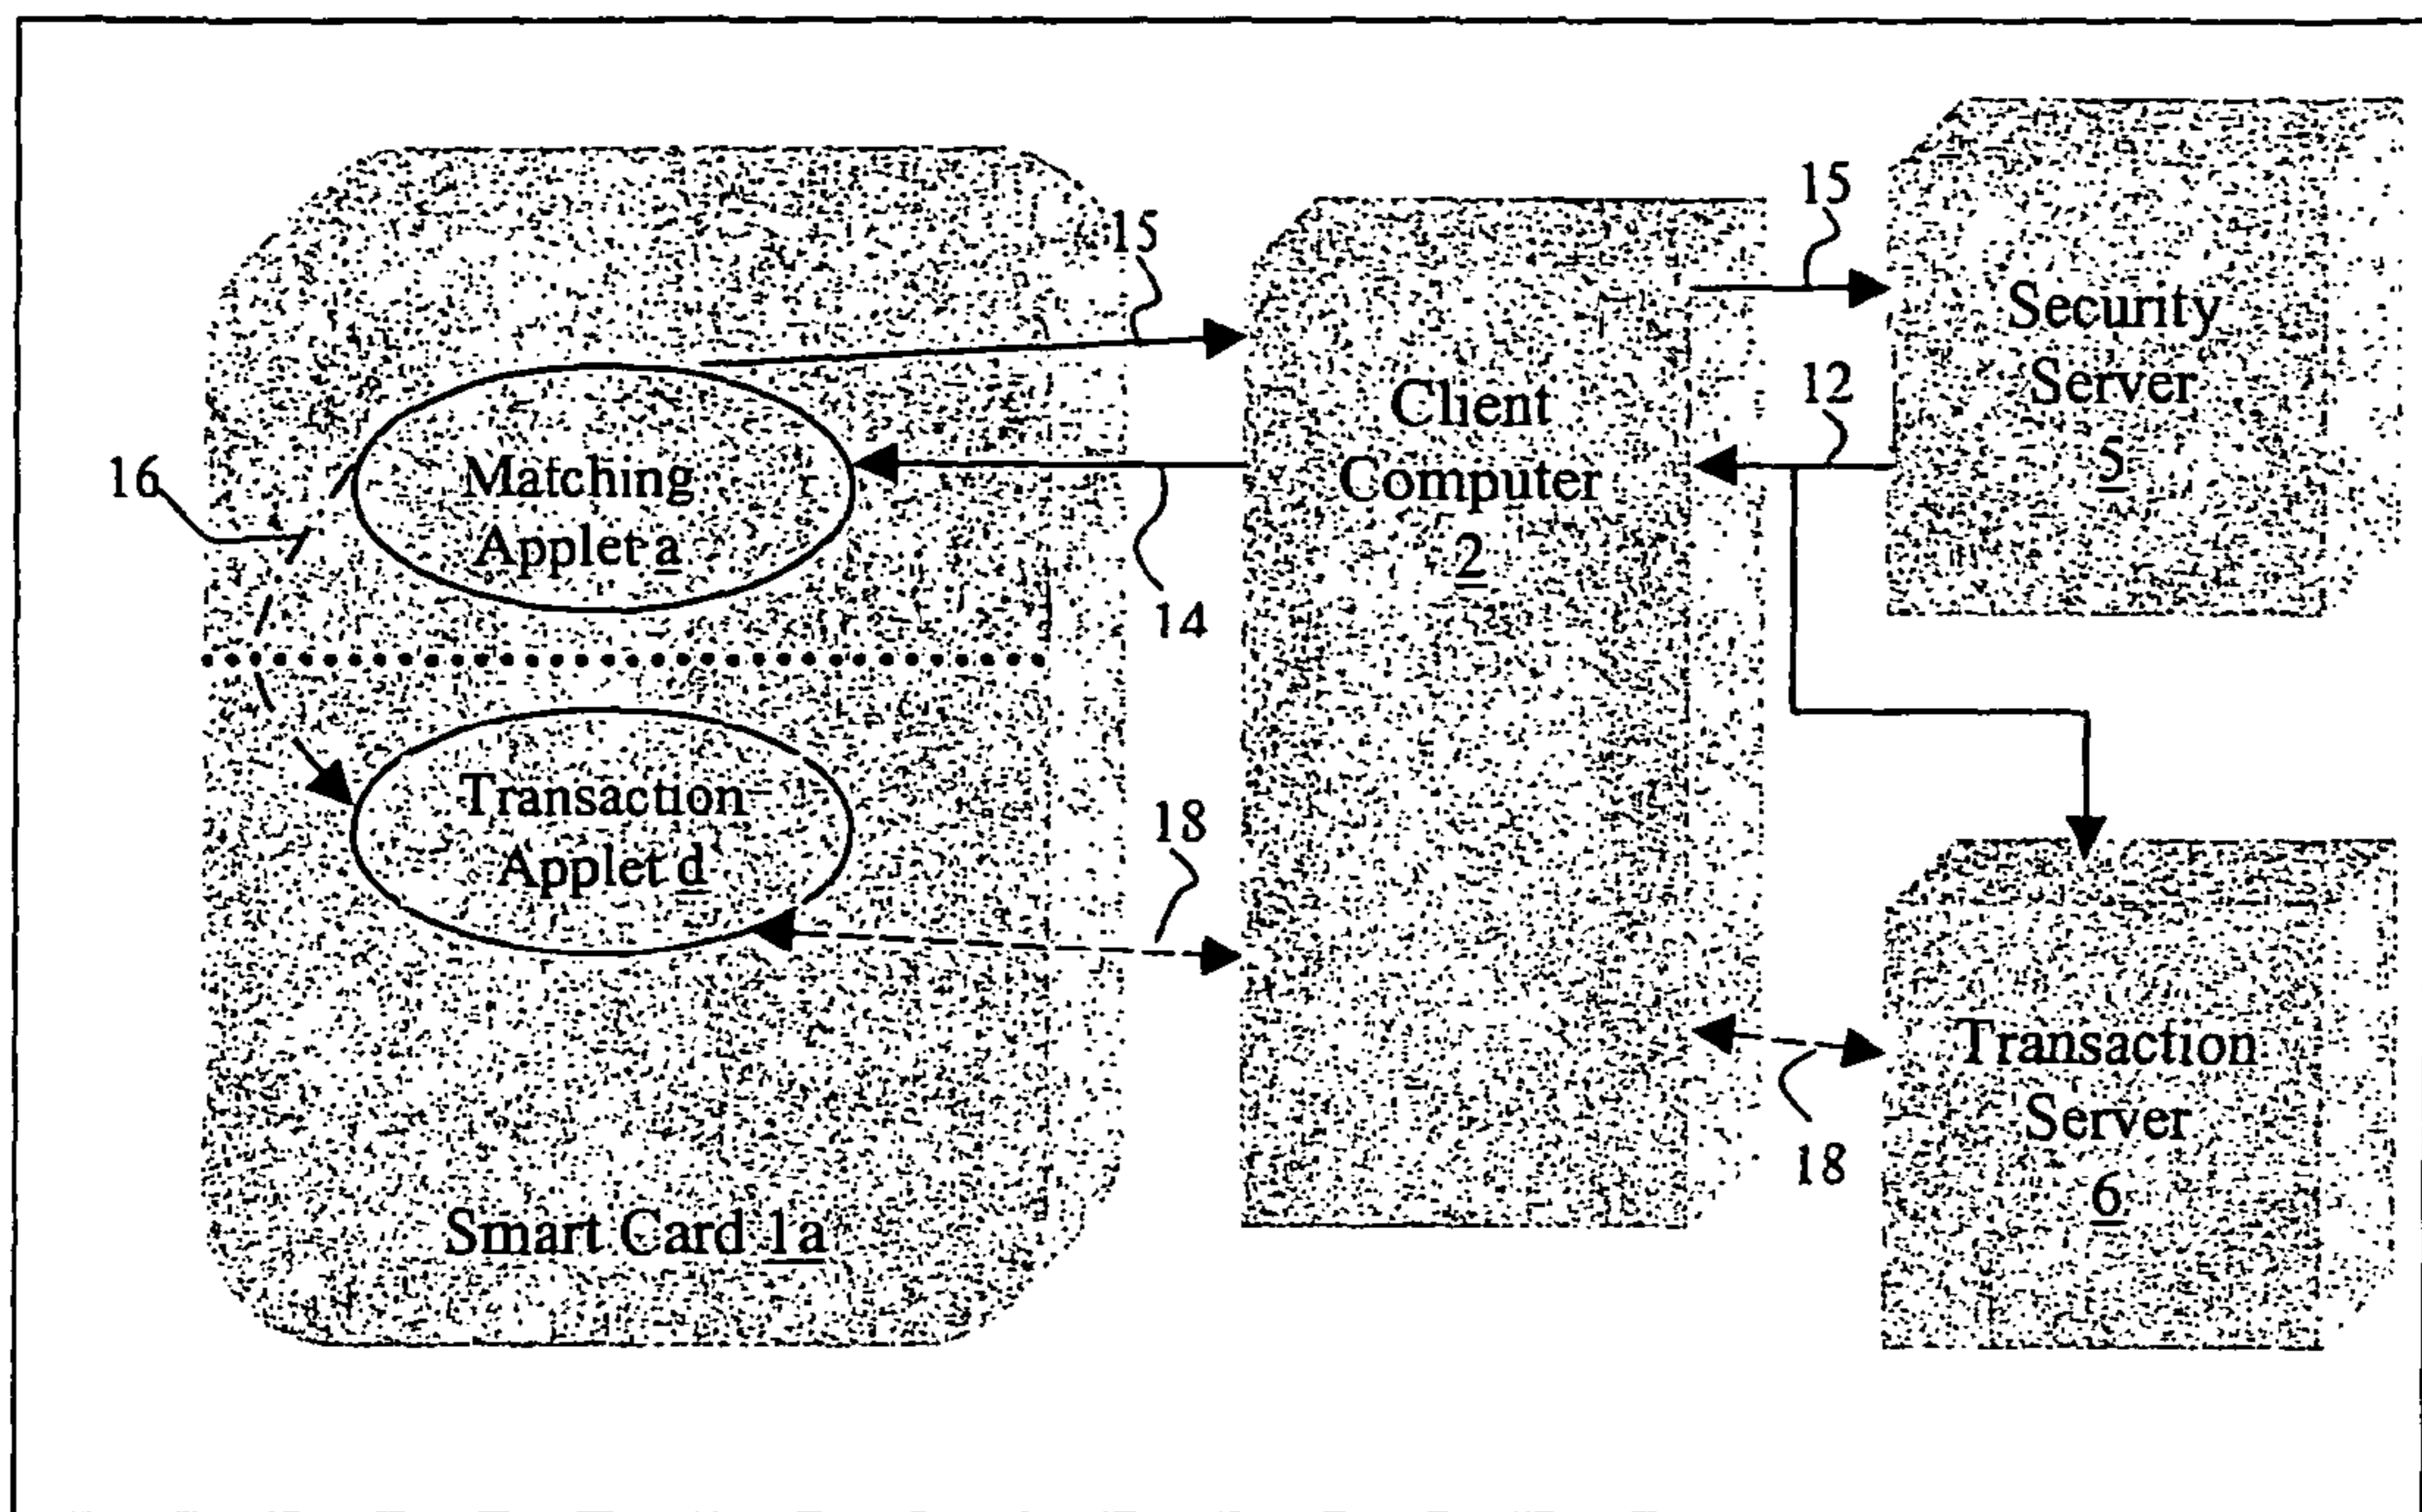 15
15
Security
Server
5
12
Client
Computer
2
16
Matching
Applet a
14
Transaction
Applet d
18
Transaction
Server
6
18
Smart Card 1a